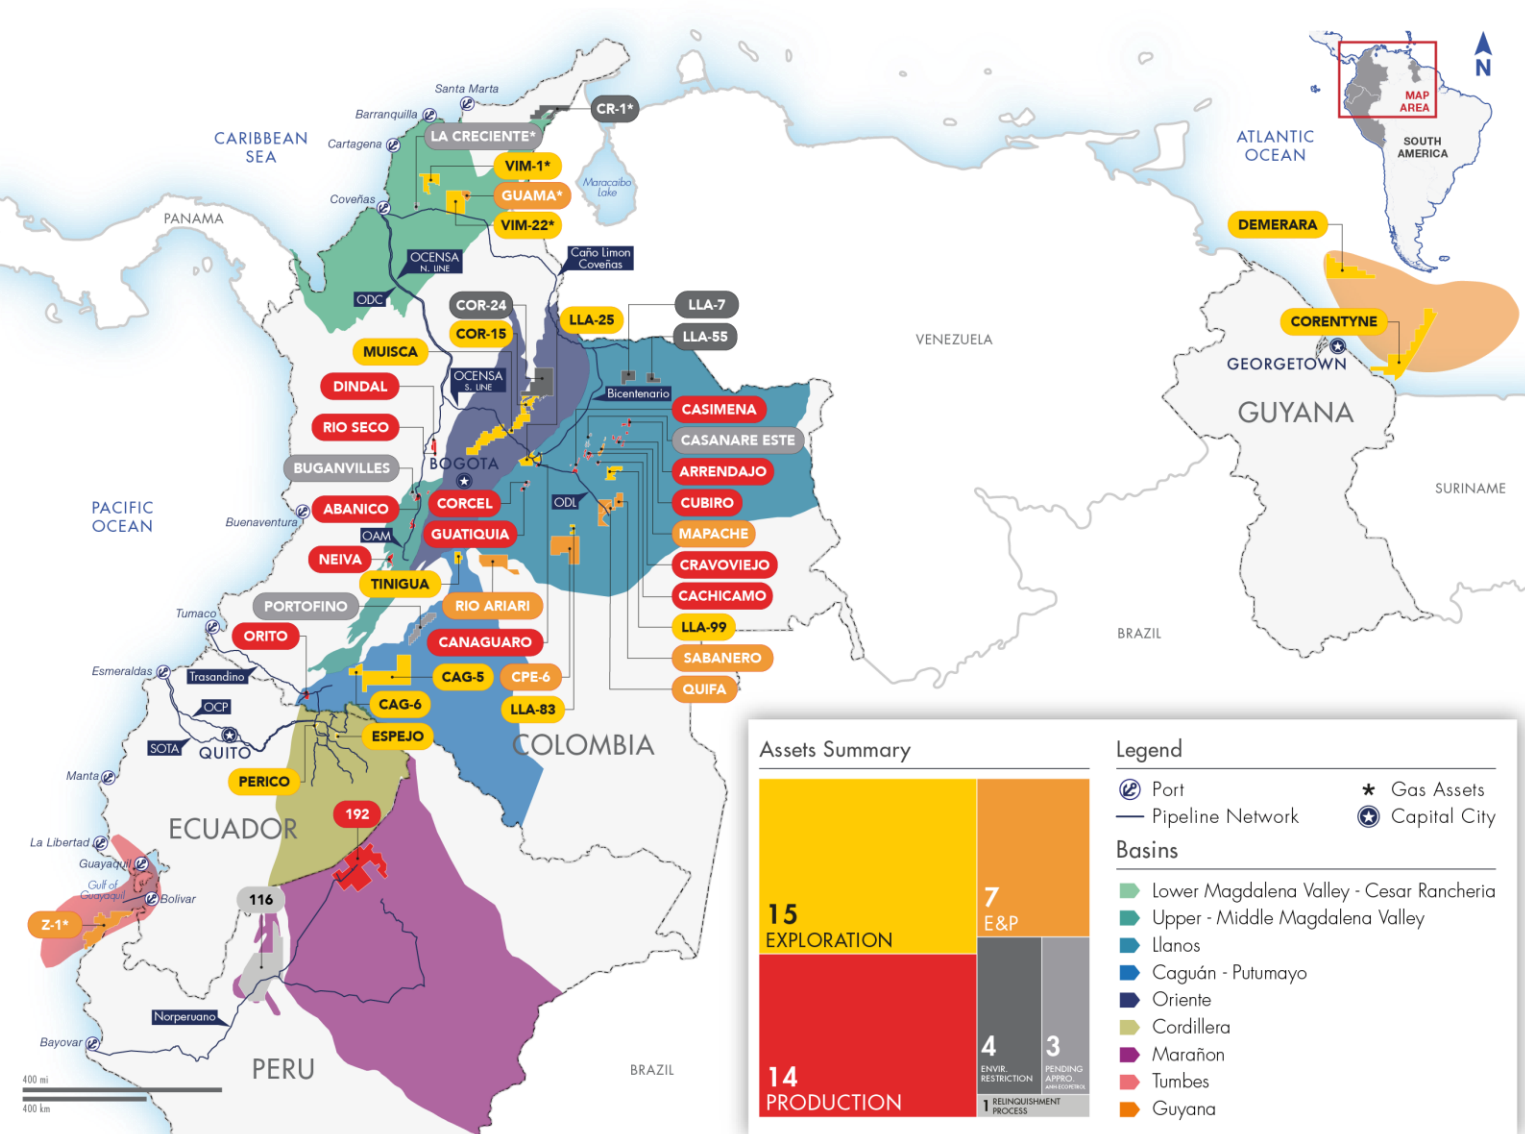 Santa Marta
Barranquilla
Cartagena
Coveñas
CARIBBEAN
SEA
CR-1*
LA CRECIENTE*
VIM-1*
GUAMA*
VIM-22*
Maracaibo
Lake
PANAMA
OCENSA
N. LINE
ODC
Caño Limon
Coveñas
COR-24
COR-15
LLA-25
LLA-7
LLA-55
MUISCA
OCENSA
S. LINE
DINDAL
Bicentenario
RIO SECO
CASIMENA
CASANARE ESTE
BUGANVILLES
BOGOTA
ARRENDAJO
ABANICO
CORCEL
ODL
CUBIRO
PACIFIC
OCEAN
Buenaventura
OAM
GUATIQUIA
MAPACHE
NEIVA
CRAVOVIEJO
TINIGUA
CACHICAMO
PORTOFINO
RIO ARIARI
Tumaco
ORITO
CANAGUARO
LLA-99
SABANERO
Esmeraldas
Trasandino
CAG-5
CPE-6
QUIFA
OCP
CAG-6
LLA-83
SOTA
QUITO
ESPEJO
COLOMBIA
Manta
PERICO
ECUADOR
192
La Libertad
Guayaquil
Gulf of
Guayaquil
Bolivar
116
Z-1*
Norperuano
Bayovar
PERU
BRAZIL
400 mi
400 km
VENEZUELA
BRAZIL
ATLANTIC
OCEAN
N
MAP
AREA
SOUTH
AMERICA
DEMERARA
CORENTYNE
GEORGETOWN
GUYANA
SURINAME
Assets Summary
15
EXPLORATION
7
E&P
14
PRODUCTION
4
ENVIR.
RESTRICTION
3
PENDING
APPRO.
ANH/ECOPETROL
1 RELINQUISHMENT
PROCESS
Legend
Port
* Gas Assets
Pipeline Network
Capital City
Basins
Lower Magdalena Valley - Cesar Rancheria
Upper - Middle Magdalena Valley
Llanos
Caguán - Putumayo
Oriente
Cordillera
Marañon
Tumbes
Guyana